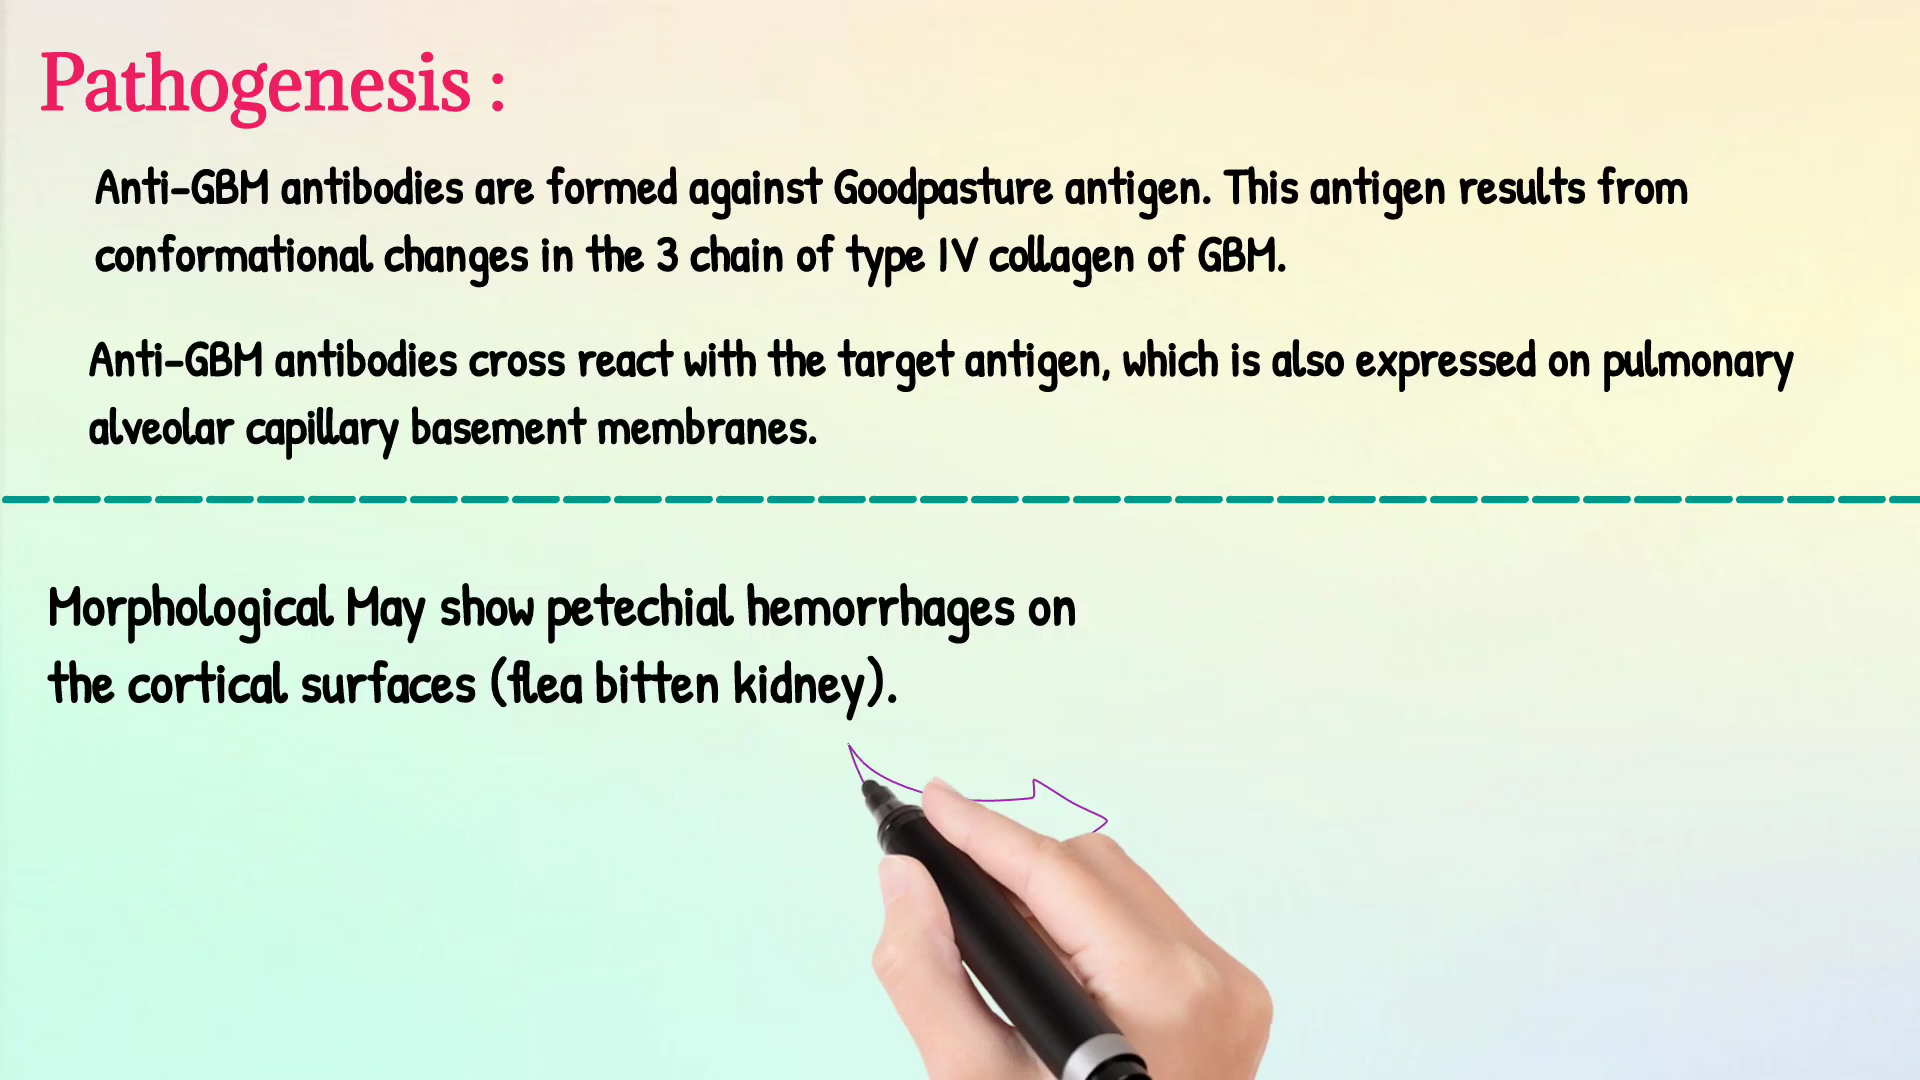 Pathogenesis :
Anti-GBM antibodies are formed against Goodpasture antigen. This antigen results from
conformational changes in the 3 chain of type IV collagen of GBM.
Anti-GBM antibodies cross react with the target antigen, which is also expressed on pulmonary
alveolar capillary basement membranes.
Morphological May show petechial hemorrhages on
the cortical surfaces (flea bitten kidney).